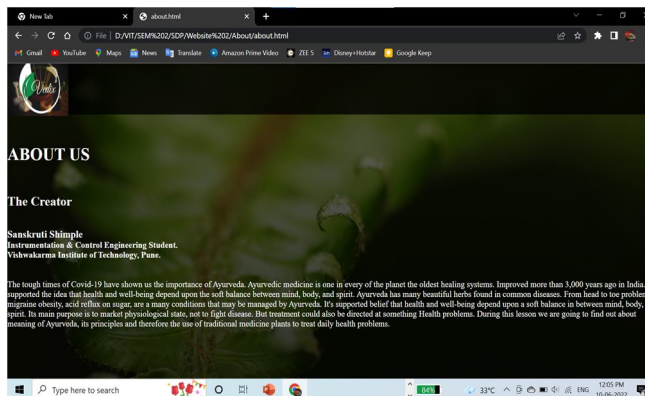 New Tab
about.html
File | D:/VIT/SEM%202/SDP/Website%202/About/about.html
Gmail YouTube Maps News Translate Amazon Prime Video ZEE 5 Disney+Hotstar Google Keep
Vedix
ABOUT US
The Creator
Sanskruti Shimple
Instrumentation & Control Engineering Student.
Vishwakarma Institute of Technology, Pune.
The tough times of Covid-19 have shown us the importance of Ayurveda. Ayurvedic medicine is one in every of the planet the oldest healing systems. Improved more than 3,000 years ago in India.
supported the idea that health and well-being depend upon the soft balance between mind, body, and spirit. Ayurveda has many beautiful herbs found in common diseases. From head to toe problem
migraine obesity, acid reflux on sugar, are a many conditions that may be managed by Ayurveda. It's supported belief that health and well-being depend upon a soft balance in between mind, body,
spirit. Its main purpose is to market physiological state, not to fight disease. But treatment could also be directed at something Health problems. During this lesson we are going to find out about
meaning of Ayurveda, its principles and therefore the use of traditional medicine plants to treat daily health problems.
Type here to search
84%
33°C
ENG
12:05 PM
10-06-2022